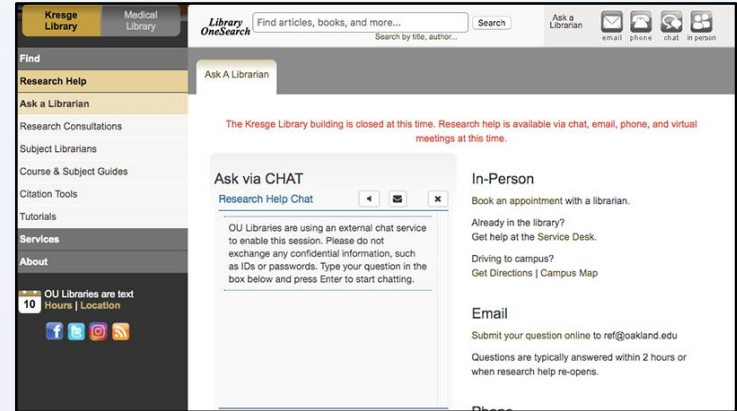 Kresge
Library
Medical
Library
Library
OneSearch
Find articles, books, and more...
Search
Search by title, author...
Ask a
Librarian
email phone chat in person
Find
Research Help
Ask a Librarian
Research Consultations
Subject Librarians
Course & Subject Guides
Citation Tools
Tutorials
Services
About
10
OU Libraries are text
Hours | Location
Ask A Librarian
The Kresge Library building is closed at this time. Research help is available via chat, email, phone, and virtual
meetings at this time.
Ask via CHAT
Research Help Chat
OU Libraries are using an external chat service
to enable this session. Please do not
exchange any confidential information, such
as IDs or passwords. Type your question in the
box below and press Enter to start chatting.
In-Person
Book an appointment with a librarian.
Already in the library?
Get help at the Service Desk.
Driving to campus?
Get Directions | Campus Map
Email
Submit your question online to ref@oakland.edu
Questions are typically answered within 2 hours or
when research help re-opens.
Phone